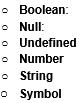 ○ Boolean:
○ Null:
○ Undefined
○ Number
○ String
○ Symbol